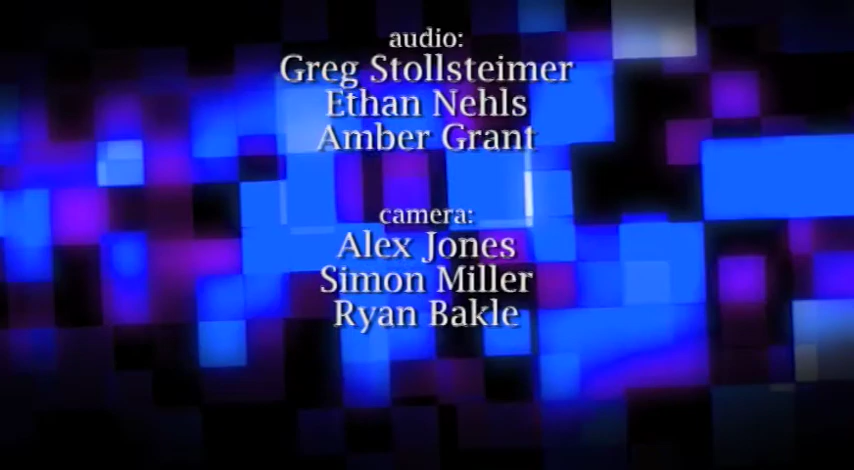 audio:
Greg Stollsteimer
Ethan Nehls
Amber Grant
camera:
Alex Jones
Simon Miller
Ryan Bakle